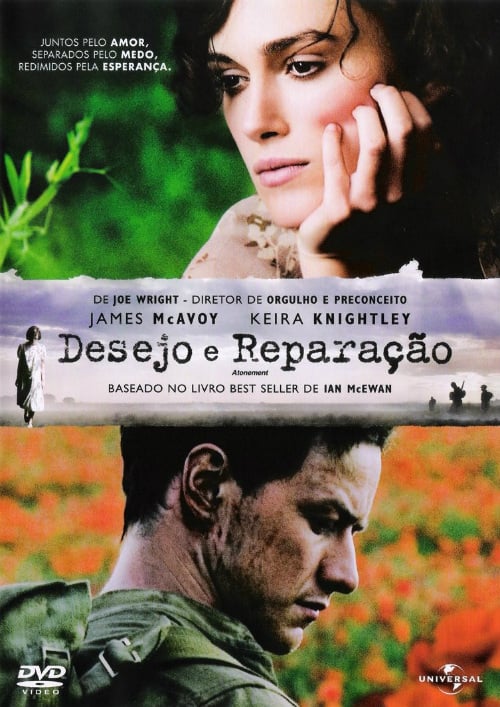 JUNTOS PELO AMOR,
SEPARADOS PELO MEDO,
REDIMIDOS PELA ESPERANÇA.
DE JOE WRIGHT - DIRETOR DE ORGULHO E PRECONCEITO
JAMES McAVOY KEIRA KNIGHTLEY
Desejo e Reparação
Atonement
BASEADO NO LIVRO BEST SELLER DE IAN McEWAN
DVD
VIDEO
UNIVERSAL